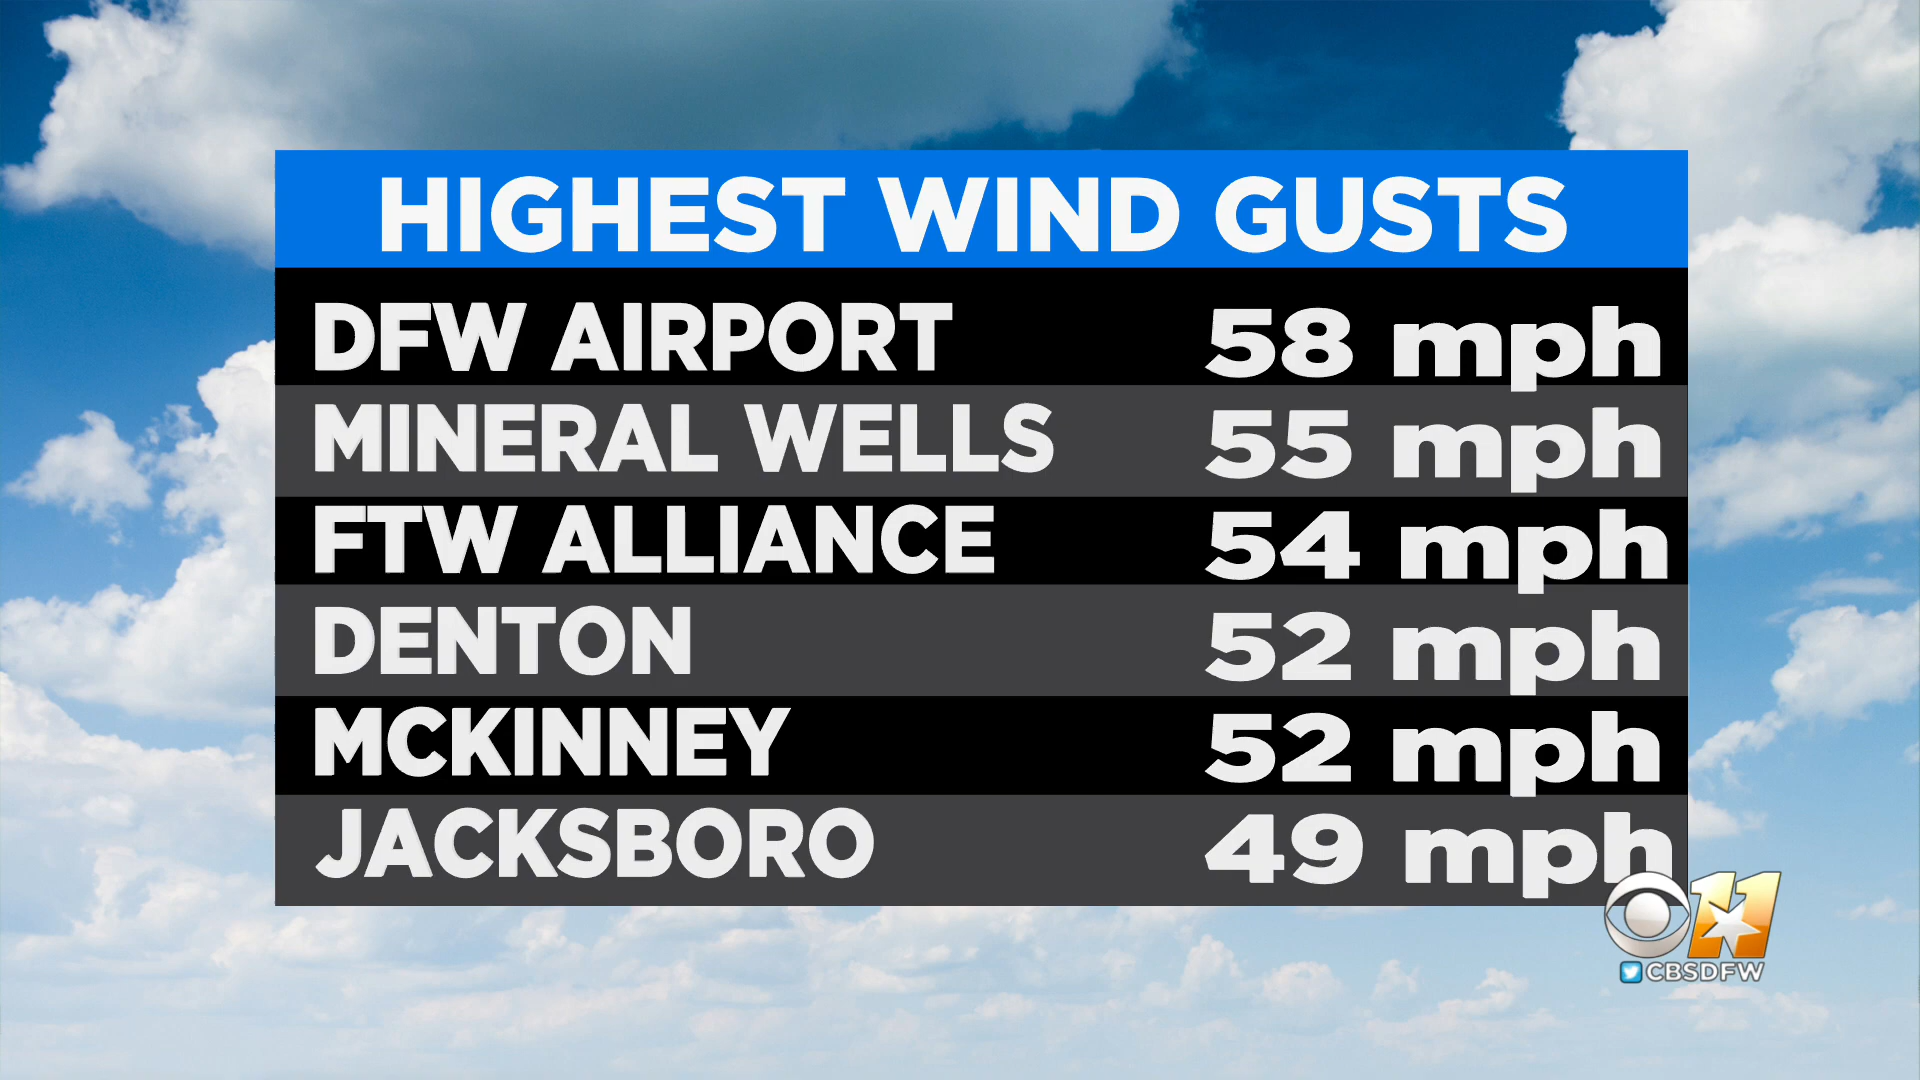 HIGHEST WIND GUSTS
DFW AIRPORT 58 mph
MINERAL WELLS 55 mph
FTW ALLIANCE 54 mph
DENTON 52 mph
MCKINNEY 52 mph
JACKSBORO 49 mph
11
CBSDFW